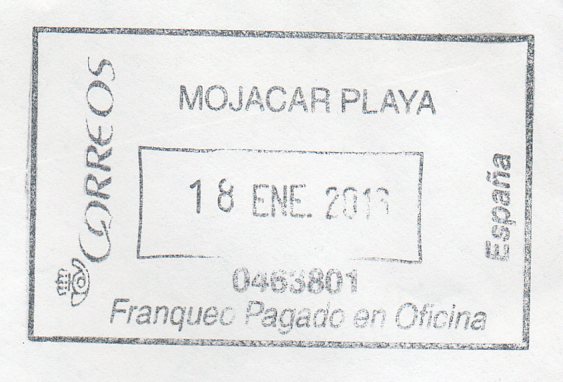 CORREOS
MOJACAR PLAYA
18 ENE.
España
0463801
Franqueo Pagado en Oficina